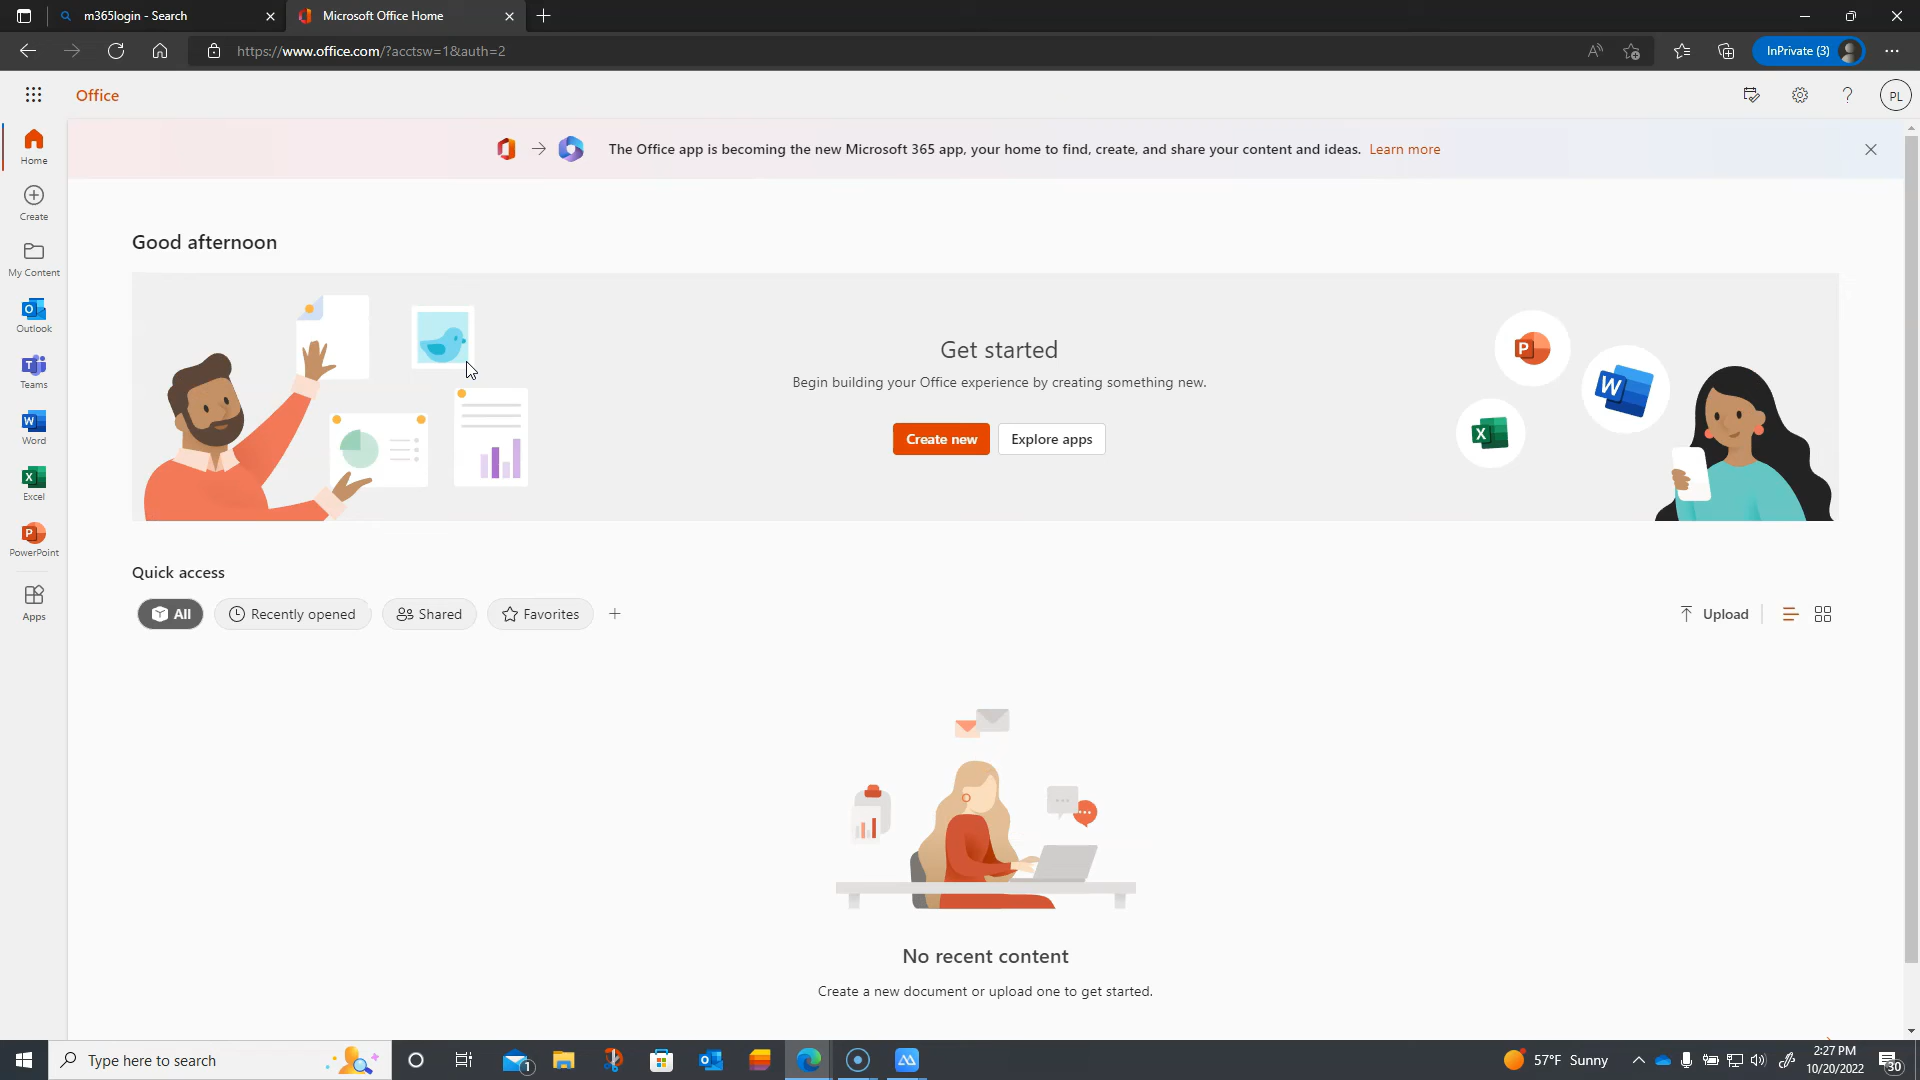 m365login - Search
Microsoft Office Home
https://www.office.com/?acctsw=1&auth=2
InPrivate (3)
Office
PL
Home
Create
My Content
Outlook
Teams
Word
Excel
PowerPoint
Apps
The Office app is becoming the new Microsoft 365 app, your home to find, create, and share your content and ideas. Learn more
Good afternoon
Get started
Begin building your Office experience by creating something new.
Create new
Explore apps
P
W
X
Quick access
All
Recently opened
Shared
Favorites
Upload
No recent content
Create a new document or upload one to get started.
Type here to search
1
57°F Sunny
2:27 PM
10/20/2022
30